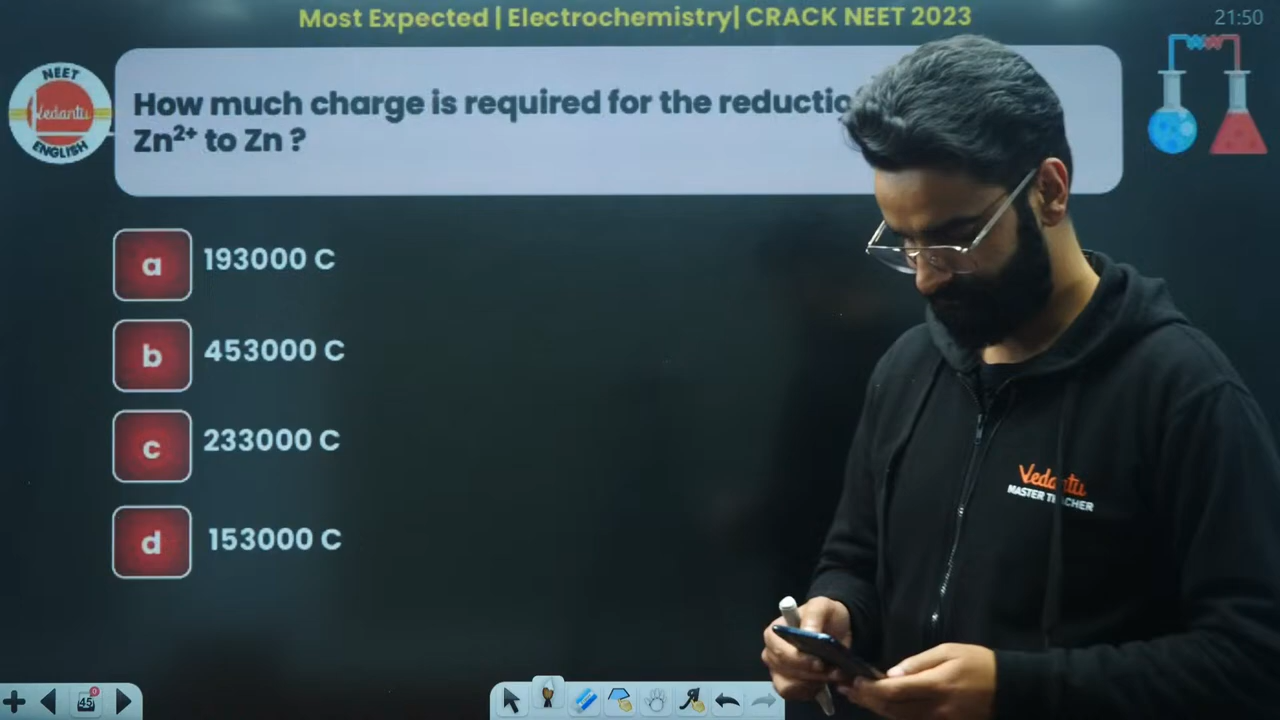 Most Expected | Electrochemistry| CRACK NEET 2023
21:50
NEET
Vedantu
ENGLISH
How much charge is required for the
Zn²⁺ to Zn ?
a 193000 C
b 453000 C
c 233000 C
d 153000 C
Vedantu
MASTER TEACHER
45
0